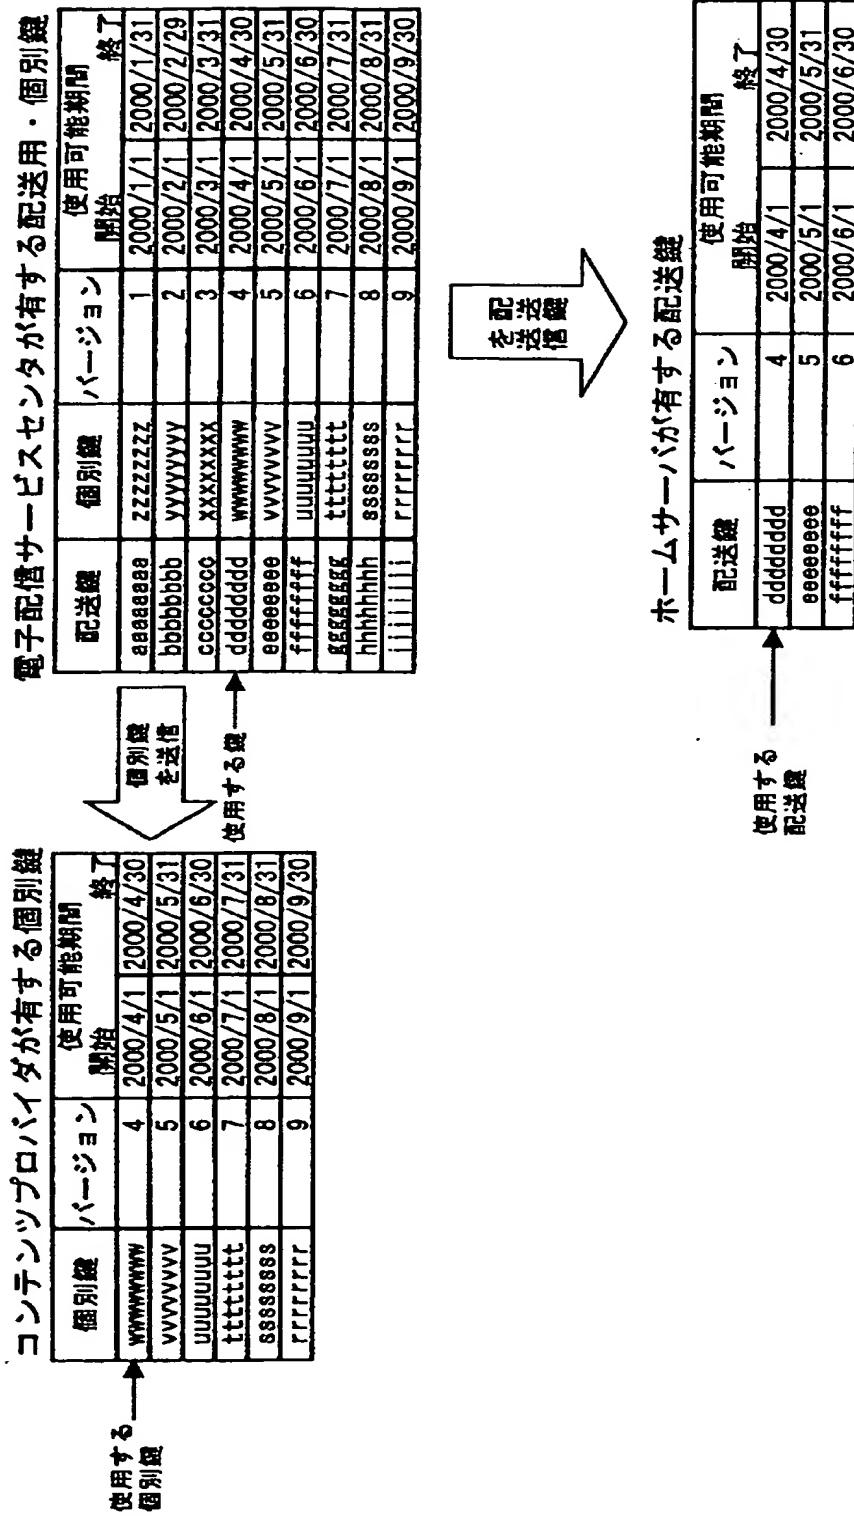 電子配信サービスセンタが有する配送用・個別鍵
配送鍵 個別鍵 バージョン 使用可能期間 開始 終了
aaaaaaaa zzzzzzzz 1 2000/1/1 2000/1/31
bbbbbbbb yyyyyyyy 2 2000/2/1 2000/2/29
cccccccc xxxxxxxx 3 2000/3/1 2000/3/31
dddddddd wwwwwwww 4 2000/4/1 2000/4/30
eeeeeeee vvvvvvvv 5 2000/5/1 2000/5/31
ffffffff uuuuuuuu 6 2000/6/1 2000/6/30
gggggggg tttttttt 7 2000/7/1 2000/7/31
hhhhhhhh ssssssss 8 2000/8/1 2000/8/31
iiiiiiii rrrrrrrr 9 2000/9/1 2000/9/30
使用する鍵
個別鍵
を送信
コンテンツプロバイダが有する個別鍵
個別鍵 バージョン 使用可能期間 開始 終了
wwwwwwww 4 2000/4/1 2000/4/30
vvvvvvvv 5 2000/5/1 2000/5/31
uuuuuuuu 6 2000/6/1 2000/6/30
tttttttt 7 2000/7/1 2000/7/31
ssssssss 8 2000/8/1 2000/8/31
rrrrrrrr 9 2000/9/1 2000/9/30
使用する
個別鍵
配送鍵
を送信
ホームサーバが有する配送鍵
配送鍵 バージョン 使用可能期間 開始 終了
dddddddd 4 2000/4/1 2000/4/30
eeeeeeee 5 2000/5/1 2000/5/31
ffffffff 6 2000/6/1 2000/6/30
使用する
配送鍵